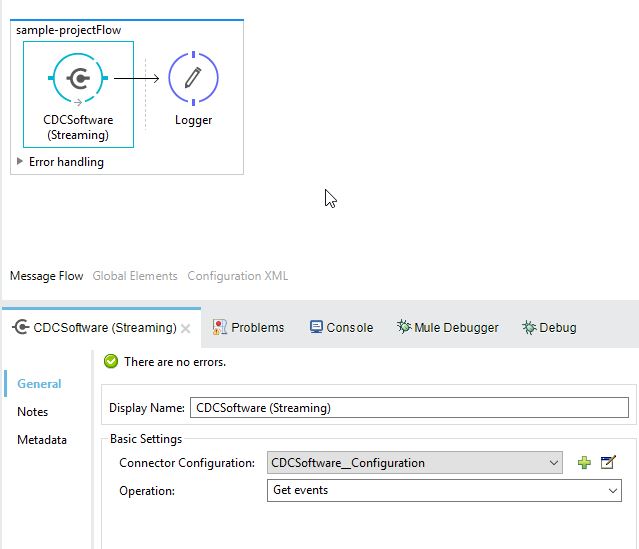 sample-projectFlow
CDCSoftware
(Streaming)
Logger
Error handling
Message Flow Global Elements Configuration XML
CDCSoftware (Streaming) Problems Console Mule Debugger Debug
There are no errors.
General
Notes
Metadata
Display Name: CDCSoftware (Streaming)
Basic Settings
Connector Configuration: CDCSoftware__Configuration
Operation: Get events